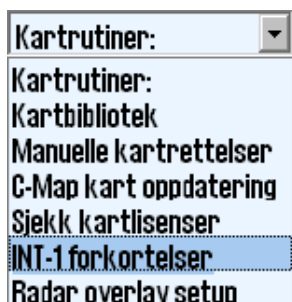 Kartrutiner:
Kartrutiner:
Kartbibliotek
Manuelle kartrettelser
C-Map kart oppdatering
Sjekk kartlisenser
INT-1 forkortelser
Radar overlay setup